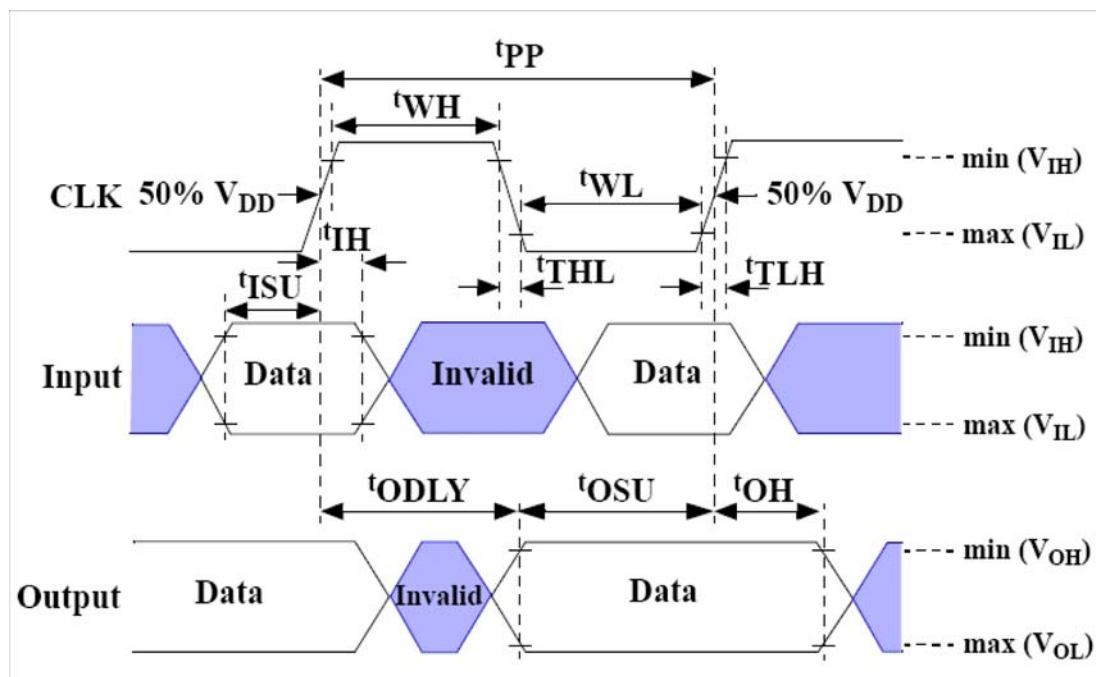 tPP
tWH
min (VIH)
CLK 50% VDD
tWL
50% VDD
tIH
max (VIL)
tTHL
tTLH
tISU
min (VIH)
Input
Data
Invalid
Data
max (VIL)
tODLY
tOSU
tOH
min (VOH)
Output
Data
Invalid
Data
max (VOL)